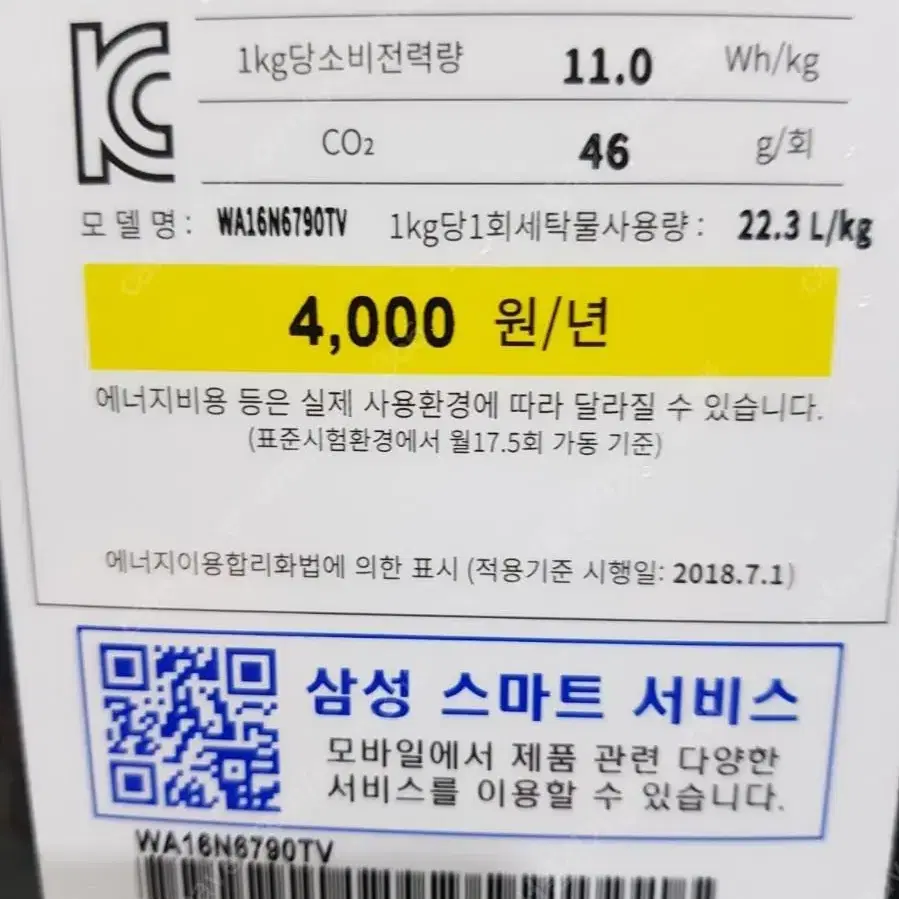 1kg당소비전력량 11.0 Wh/kg
CO₂ 46 g/회
모델명: WA16N6790TV 1kg당1회세탁물사용량: 22.3 L/kg
4,000 원/년
에너지비용 등은 실제 사용환경에 따라 달라질 수 있습니다.
(표준시험환경에서 월17.5회 가동 기준)
에너지이용합리화법에 의한 표시 (적용기준 시행일: 2018.7.1)
삼성 스마트 서비스
모바일에서 제품 관련 다양한
서비스를 이용할 수 있습니다.
WA16N6790TV